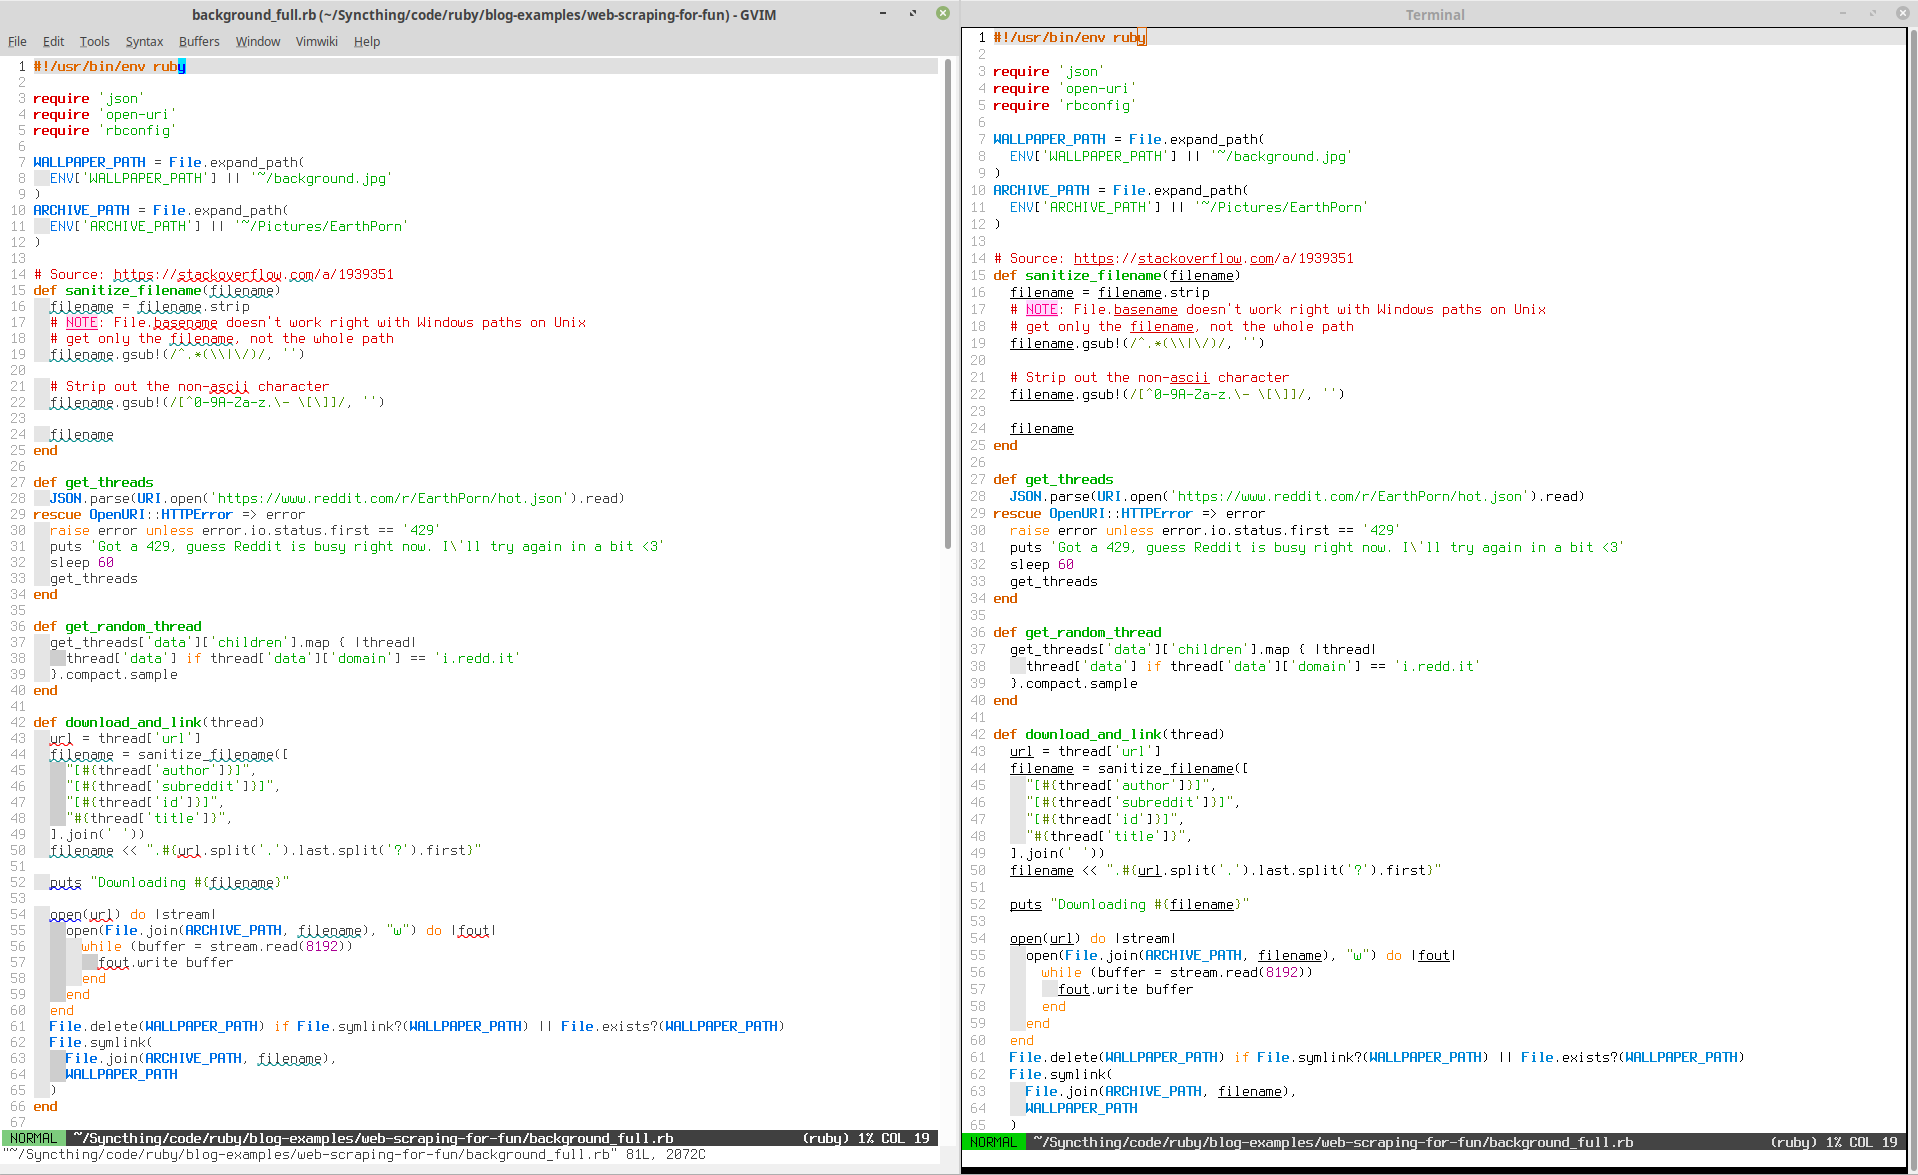 background_full.rb (~/Syncthing/code/ruby/blog-examples/web-scraping-for-fun) - GVIM
File Edit Tools Syntax Buffers Window Vimwiki Help
1 #!/usr/bin/env ruby
2
3 require 'json'
4 require 'open-uri'
5 require 'rbconfig'
6
7 WALLPAPER_PATH = File.expand_path(
8   ENV['WALLPAPER_PATH'] || '~/background.jpg'
9 )
10 ARCHIVE_PATH = File.expand_path(
11   ENV['ARCHIVE_PATH'] || '~/Pictures/EarthPorn'
12 )
13
14 # Source: https://stackoverflow.com/a/1939351
15 def sanitize_filename(filename)
16   filename = filename.strip
17   # NOTE: File.basename doesn't work right with Windows paths on Unix
18   # get only the filename, not the whole path
19   filename.gsub!(/^.*(\\|\/)/, '')
20
21   # Strip out the non-ascii character
22   filename.gsub!(/[^0-9A-Za-z.\- \[\]]/, '')
23
24   filename
25 end
26
27 def get_threads
28   JSON.parse(URI.open('https://www.reddit.com/r/EarthPorn/hot.json').read)
29 rescue OpenURI::HTTPError => error
30   raise error unless error.io.status.first == '429'
31   puts 'Got a 429, guess Reddit is busy right now. I\'ll try again in a bit <3'
32   sleep 60
33   get_threads
34 end
35
36 def get_random_thread
37   get_threads['data']['children'].map { |thread|
38     thread['data'] if thread['data']['domain'] == 'i.redd.it'
39   }.compact.sample
40 end
41
42 def download_and_link(thread)
43   url = thread['url']
44   filename = sanitize_filename([
45     "[#{thread['author']}]",
46     "[#{thread['subreddit']}]",
47     "[#{thread['id']}]",
48     "#{thread['title']}",
49   ].join(' '))
50   filename << ".#{url.split('.').last.split('?').first}"
51
52   puts "Downloading #{filename}"
53
54   open(url) do |stream|
55     open(File.join(ARCHIVE_PATH, filename), "w") do |fout|
56       while (buffer = stream.read(8192))
57         fout.write buffer
58       end
59     end
60   end
61   File.delete(WALLPAPER_PATH) if File.symlink?(WALLPAPER_PATH) || File.exists?(WALLPAPER_PATH)
62   File.symlink(
63     File.join(ARCHIVE_PATH, filename),
64     WALLPAPER_PATH
65   )
66 end
67
NORMAL ~/Syncthing/code/ruby/blog-examples/web-scraping-for-fun/background_full.rb (ruby) 1% COL 19
"~/Syncthing/code/ruby/blog-examples/web-scraping-for-fun/background_full.rb" 81L, 2072C
Terminal
1 #!/usr/bin/env ruby
2
3 require 'json'
4 require 'open-uri'
5 require 'rbconfig'
6
7 WALLPAPER_PATH = File.expand_path(
8   ENV['WALLPAPER_PATH'] || '~/background.jpg'
9 )
10 ARCHIVE_PATH = File.expand_path(
11   ENV['ARCHIVE_PATH'] || '~/Pictures/EarthPorn'
12 )
13
14 # Source: https://stackoverflow.com/a/1939351
15 def sanitize_filename(filename)
16   filename = filename.strip
17   # NOTE: File.basename doesn't work right with Windows paths on Unix
18   # get only the filename, not the whole path
19   filename.gsub!(/^.*(\\|\/)/, '')
20
21   # Strip out the non-ascii character
22   filename.gsub!(/[^0-9A-Za-z.\- \[\]]/, '')
23
24   filename
25 end
26
27 def get_threads
28   JSON.parse(URI.open('https://www.reddit.com/r/EarthPorn/hot.json').read)
29 rescue OpenURI::HTTPError => error
30   raise error unless error.io.status.first == '429'
31   puts 'Got a 429, guess Reddit is busy right now. I\'ll try again in a bit <3'
32   sleep 60
33   get_threads
34 end
35
36 def get_random_thread
37   get_threads['data']['children'].map { |thread|
38     thread['data'] if thread['data']['domain'] == 'i.redd.it'
39   }.compact.sample
40 end
41
42 def download_and_link(thread)
43   url = thread['url']
44   filename = sanitize_filename([
45     "[#{thread['author']}]",
46     "[#{thread['subreddit']}]",
47     "[#{thread['id']}]",
48     "#{thread['title']}",
49   ].join(' '))
50   filename << ".#{url.split('.').last.split('?').first}"
51
52   puts "Downloading #{filename}"
53
54   open(url) do |stream|
55     open(File.join(ARCHIVE_PATH, filename), "w") do |fout|
56       while (buffer = stream.read(8192))
57         fout.write buffer
58       end
59     end
60   end
61   File.delete(WALLPAPER_PATH) if File.symlink?(WALLPAPER_PATH) || File.exists?(WALLPAPER_PATH)
62   File.symlink(
63     File.join(ARCHIVE_PATH, filename),
64     WALLPAPER_PATH
65   )
NORMAL ~/Syncthing/code/ruby/blog-examples/web-scraping-for-fun/background_full.rb (ruby) 1% COL 19